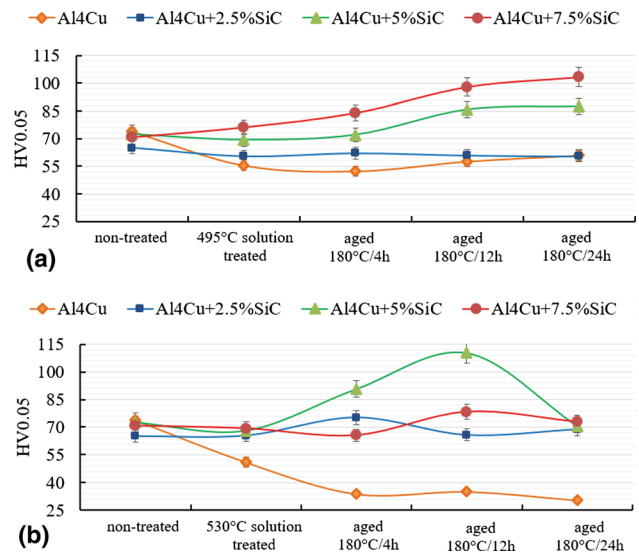 Al4Cu Al4Cu+2.5%SiC Al4Cu+5%SiC Al4Cu+7.5%SiC
115
100
85
70
55
40
25
HV0.05
non-treated
495°C solution
treated
aged
180°C/4h
aged
180°C/12h
aged
180°C/24h
(a)
Al4Cu Al4Cu+2.5%SiC Al4Cu+5%SiC Al4Cu+7.5%SiC
115
100
85
70
55
40
25
HV0.05
non-treated
530°C solution
treated
aged
180°C/4h
aged
180°C/12h
aged
180°C/24h
(b)